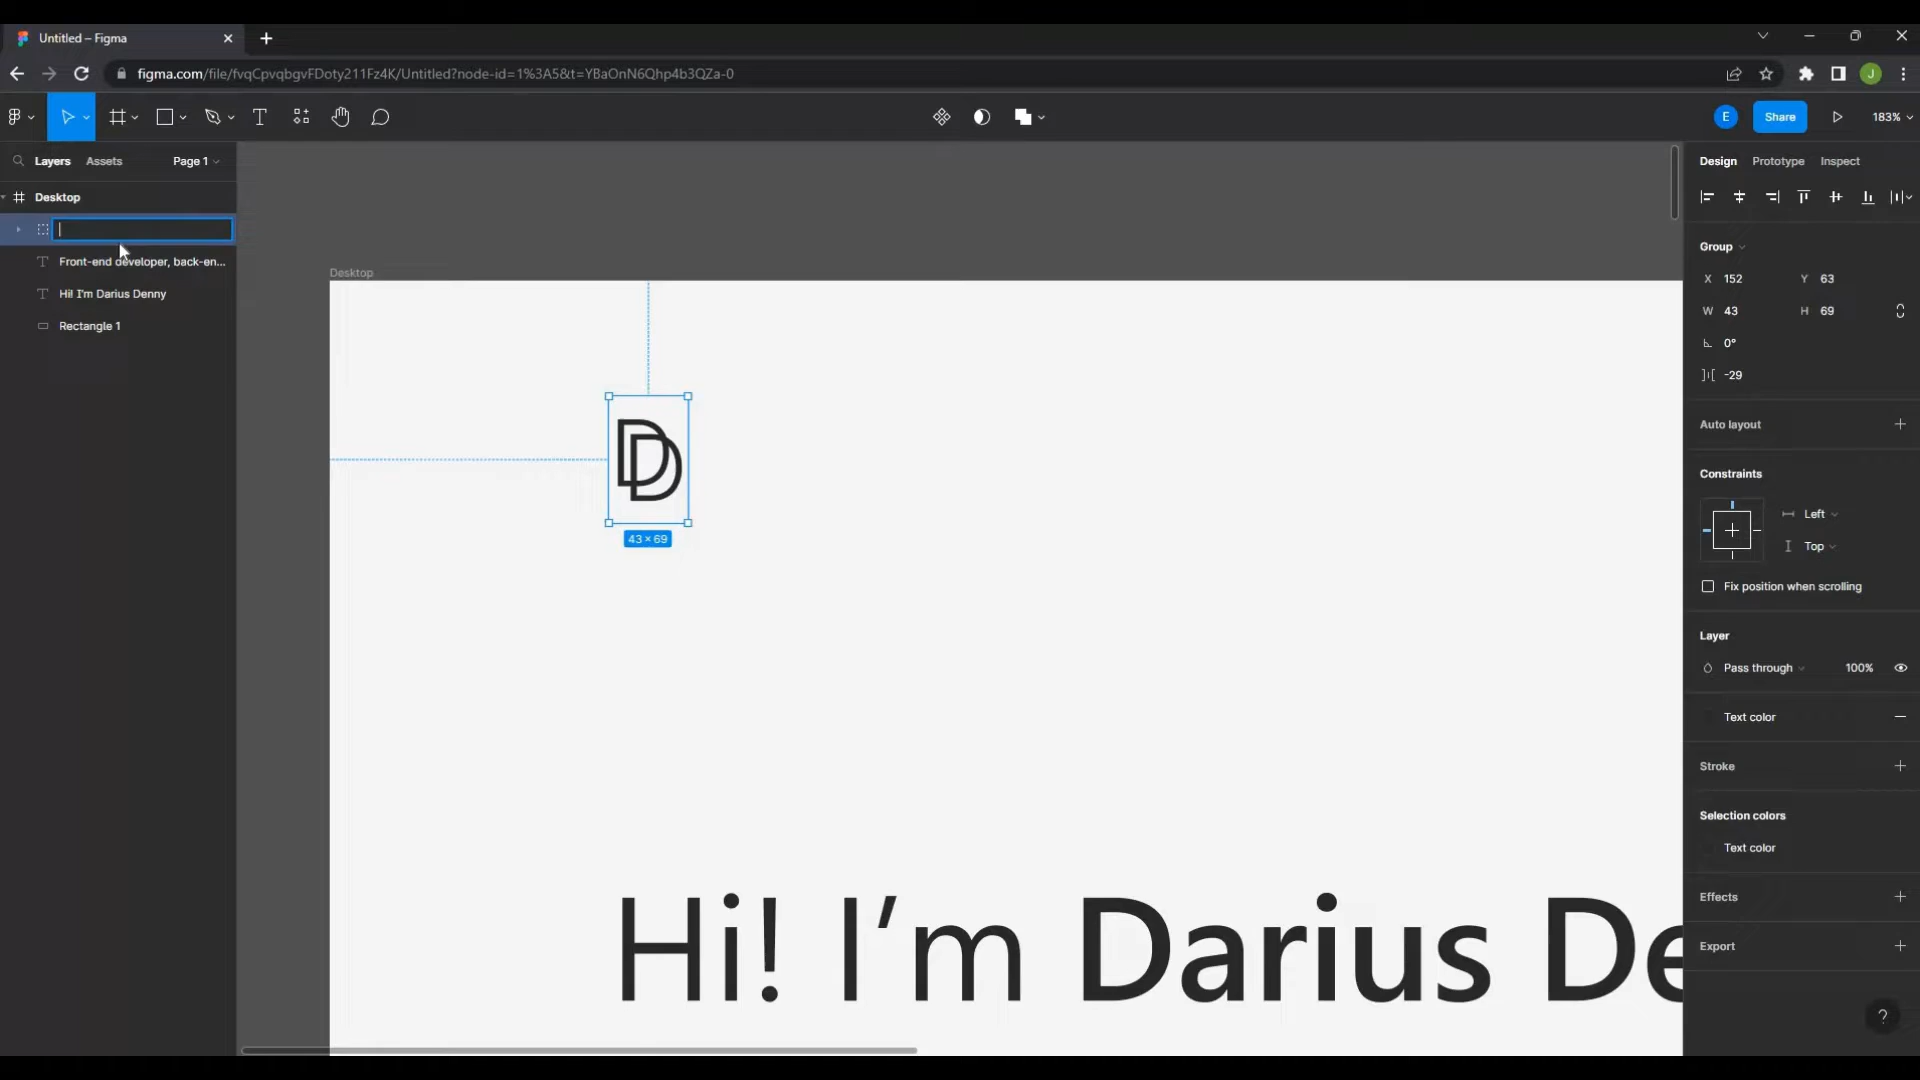 Untitled – Figma
figma.com/file/fvqCpvqbgvFDoty211Fz4K/Untitled?node-id=1%3A5&t=YBaOnN6Qhp4b3QZa-0
J
E
Share
183%
Layers
Assets
Page 1
Design
Prototype
Inspect
Desktop
Front-end developer, back-en...
Hi! I'm Darius Denny
Rectangle 1
Desktop
DD
43 × 69
Hi! I’m Darius De
Group
X 152
Y 63
W 43
H 69
0°
-29
Auto layout
Constraints
Left
Top
Fix position when scrolling
Layer
Pass through
100%
Text color
Stroke
Selection colors
Text color
Effects
Export
?